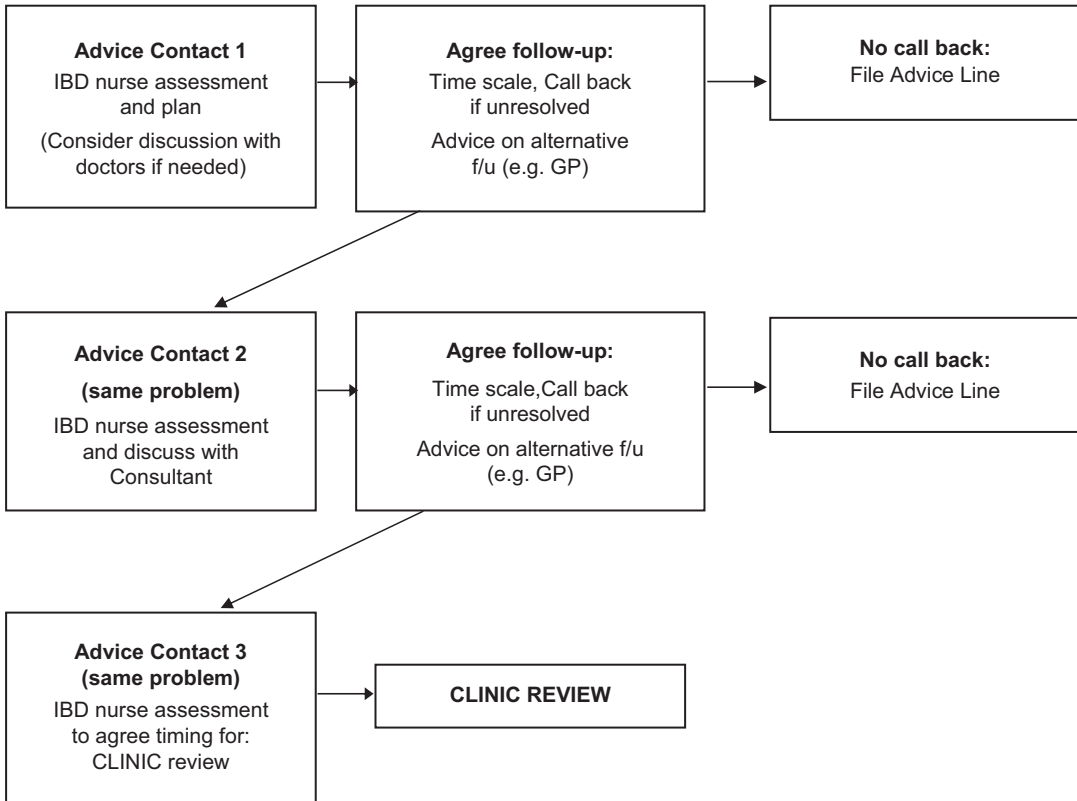 Advice Contact 1
IBD nurse assessment
and plan
(Consider discussion with
doctors if needed)
Agree follow-up:
Time scale, Call back
if unresolved
Advice on alternative
f/u (e.g. GP)
No call back:
File Advice Line
Advice Contact 2
(same problem)
IBD nurse assessment
and discuss with
Consultant
Agree follow-up:
Time scale,Call back
if unresolved
Advice on alternative f/u
(e.g. GP)
No call back:
File Advice Line
Advice Contact 3
(same problem)
IBD nurse assessment
to agree timing for:
CLINIC review
CLINIC REVIEW